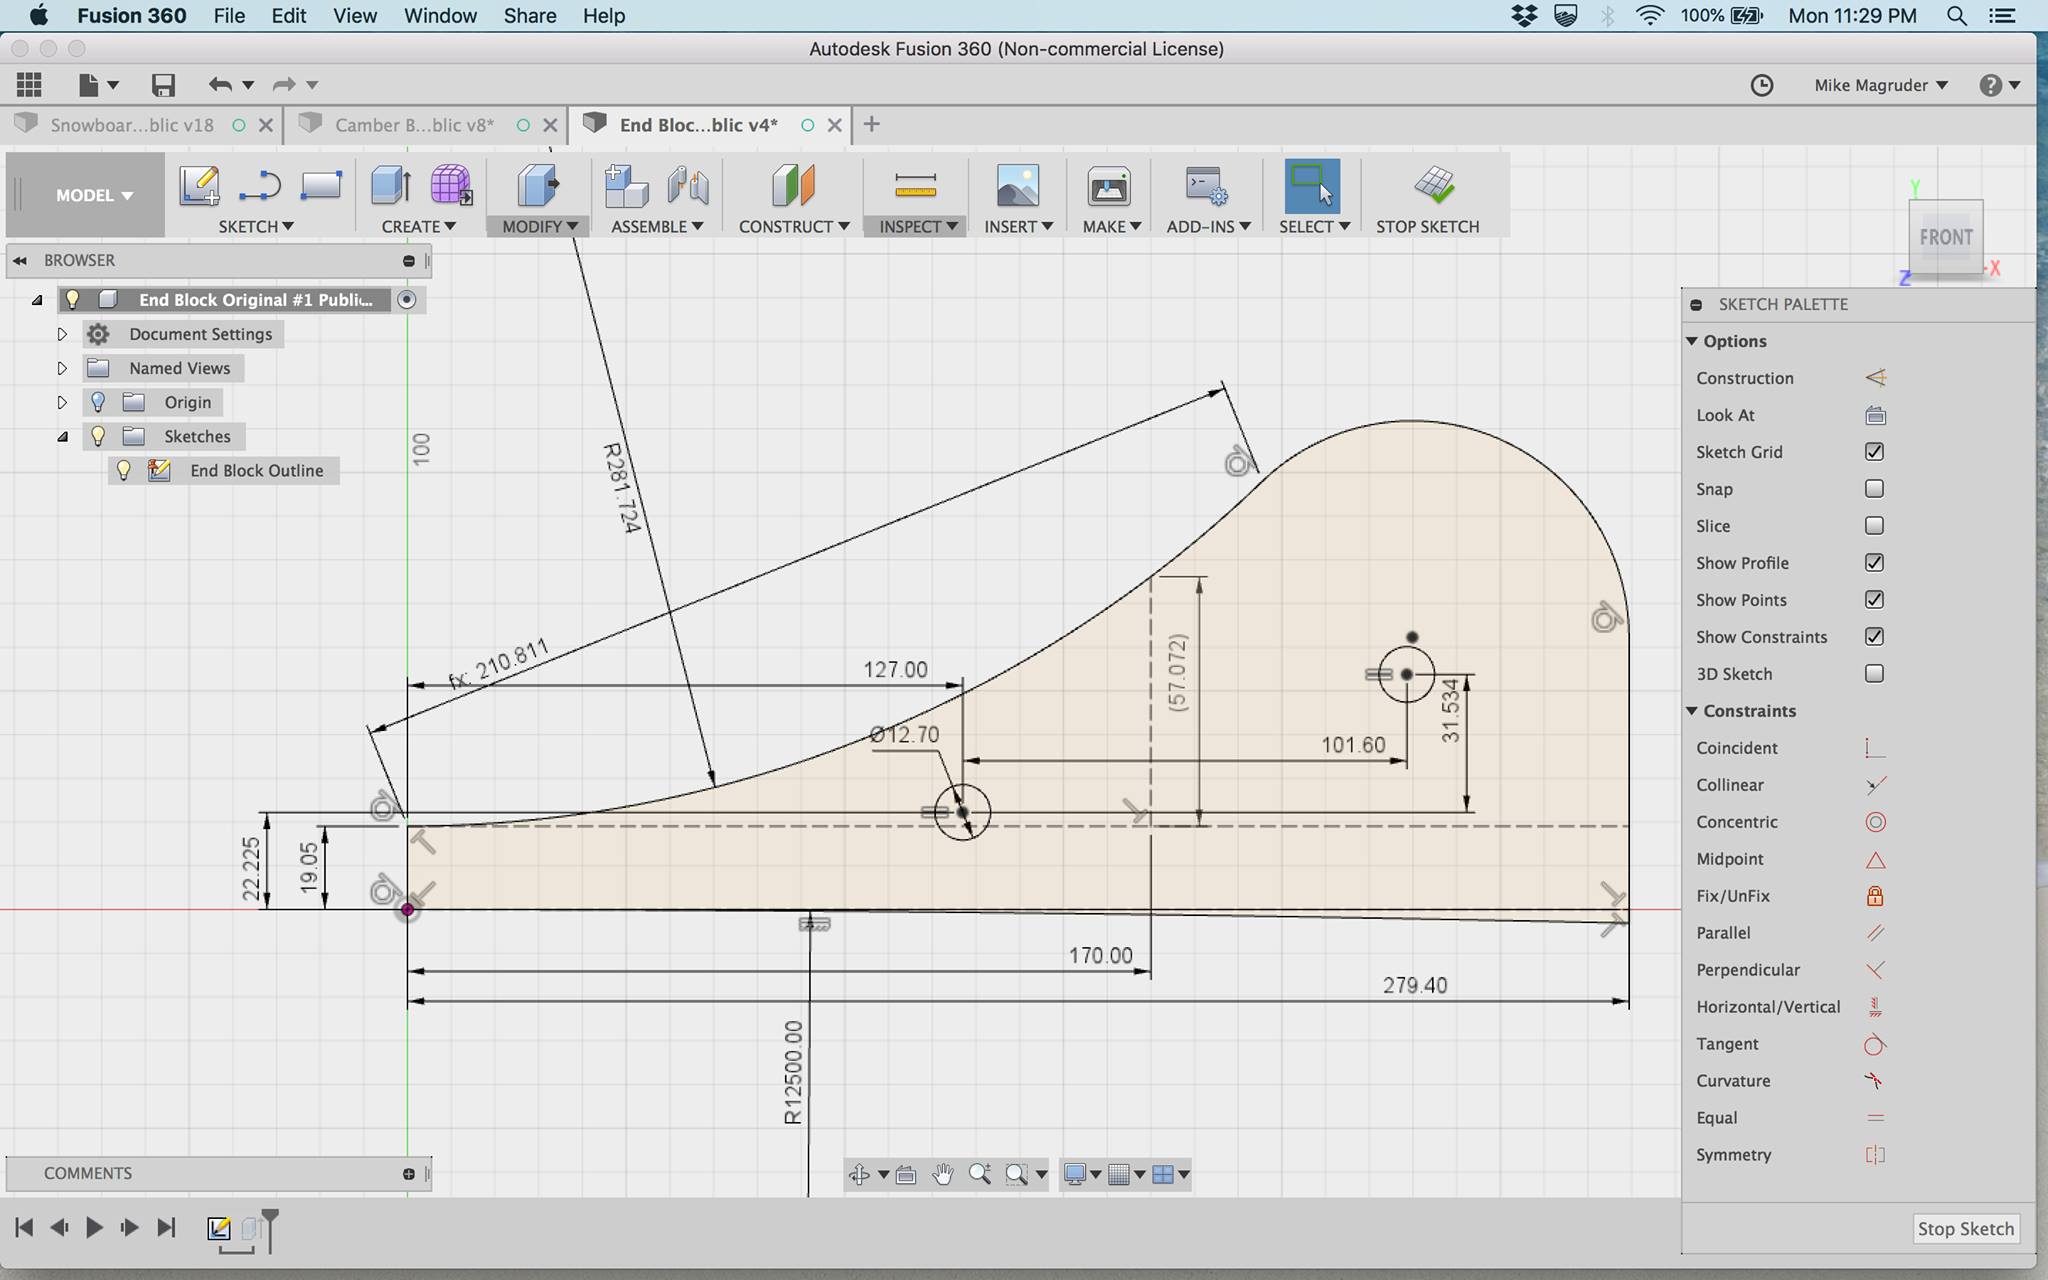 Fusion 360 File Edit View Window Share Help 100% Mon 11:29 PM
Autodesk Fusion 360 (Non-commercial License)
Mike Magruder ?
Snowboar...blic v18 Camber B...blic v8* End Bloc...blic v4* +
MODEL
SKETCH CREATE MODIFY ASSEMBLE CONSTRUCT INSPECT INSERT MAKE ADD-INS SELECT STOP SKETCH
Y
FRONT
Z X
BROWSER
End Block Original #1 Public...
Document Settings
Named Views
Origin
Sketches
End Block Outline
100
R281.724
fx: 210.811
127.00
Ø12.70
(57.072)
101.60
31.534
22.225
19.05
170.00
279.40
R12500.00
SKETCH PALETTE
Options
Construction
Look At
Sketch Grid
Snap
Slice
Show Profile
Show Points
Show Constraints
3D Sketch
Constraints
Coincident
Collinear
Concentric
Midpoint
Fix/UnFix
Parallel
Perpendicular
Horizontal/Vertical
Tangent
Curvature
Equal
Symmetry
Stop Sketch
COMMENTS